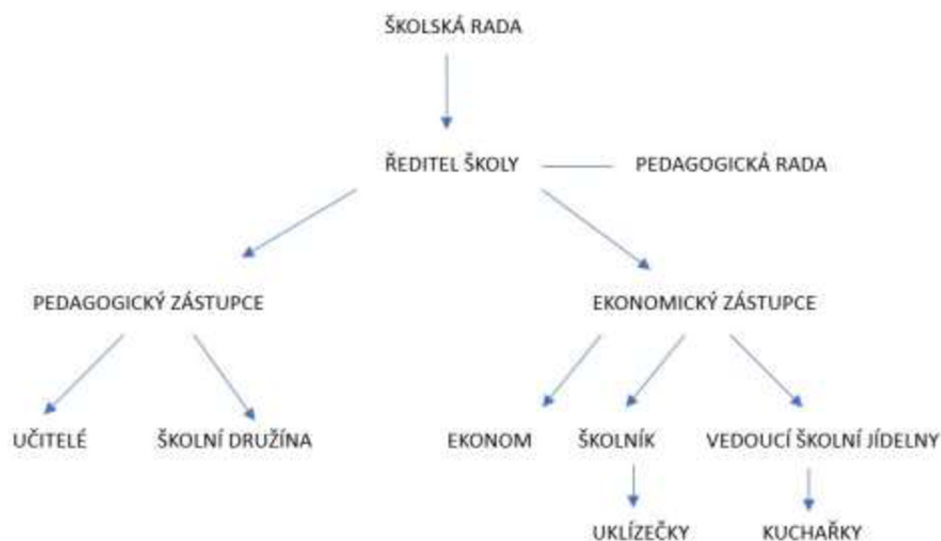 ŠKOLSKÁ RADA
ŘEDITEL ŠKOLY
PEDAGOGICKÁ RADA
PEDAGOGICKÝ ZÁSTUPCE
EKONOMICKÝ ZÁSTUPCE
UČITELÉ
ŠKOLNÍ DRUŽÍNA
EKONOM
ŠKOLNÍK
VEDOUCÍ ŠKOLNÍ JÍDELNY
UKLÍZEČKY
KUCHAŘKY